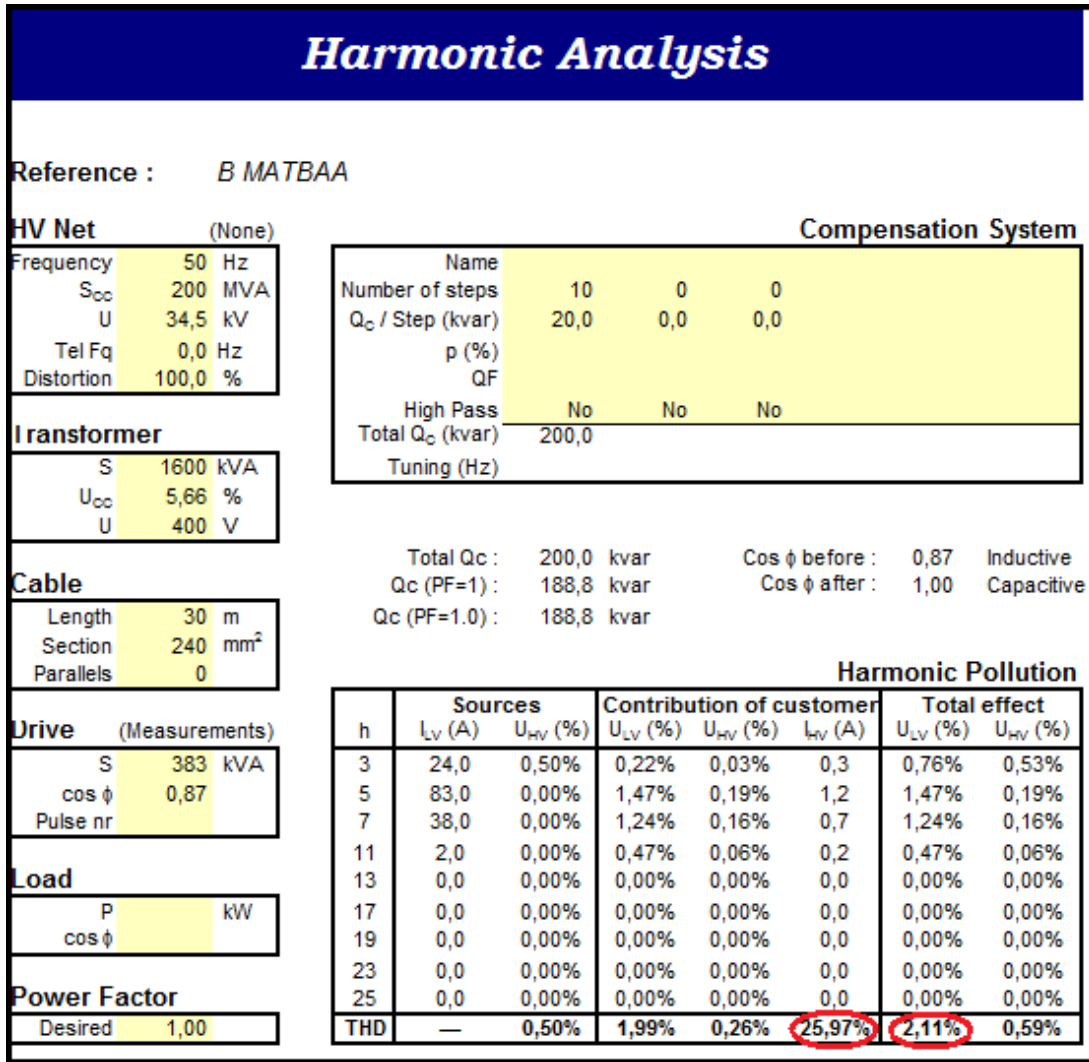 Harmonic Analysis
Reference : B MATBAA
HV Net (None)
Frequency 50 Hz
S_CC 200 MVA
U 34,5 kV
Tel Fq 0,0 Hz
Distortion 100,0 %
Transformer
S 1600 kVA
U_CC 5,66 %
U 400 V
Cable
Length 30 m
Section 240 mm²
Parallels 0
Drive (Measurements)
S 383 kVA
cos ϕ 0,87
Pulse nr
Load
P kW
cos ϕ
Power Factor
Desired 1,00
Compensation System
Name
Number of steps 10 0 0
Q_C / Step (kvar) 20,0 0,0 0,0
p (%)
QF
High Pass No No No
Total Q_C (kvar) 200,0
Tuning (Hz)
Total Qc : 200,0 kvar Cos ϕ before : 0,87 Inductive
Qc (PF=1) : 188,8 kvar Cos ϕ after : 1,00 Capacitive
Qc (PF=1.0) : 188,8 kvar
Harmonic Pollution
Sources Contribution of customer Total effect
h I_LV (A) U_HV (%) U_LV (%) U_HV (%) I_HV (A) U_LV (%) U_HV (%)
3 24,0 0,50% 0,22% 0,03% 0,3 0,76% 0,53%
5 83,0 0,00% 1,47% 0,19% 1,2 1,47% 0,19%
7 38,0 0,00% 1,24% 0,16% 0,7 1,24% 0,16%
11 2,0 0,00% 0,47% 0,06% 0,2 0,47% 0,06%
13 0,0 0,00% 0,00% 0,00% 0,0 0,00% 0,00%
17 0,0 0,00% 0,00% 0,00% 0,0 0,00% 0,00%
19 0,0 0,00% 0,00% 0,00% 0,0 0,00% 0,00%
23 0,0 0,00% 0,00% 0,00% 0,0 0,00% 0,00%
25 0,0 0,00% 0,00% 0,00% 0,0 0,00% 0,00%
THD — 0,50% 1,99% 0,26% 25,97% 2,11% 0,59%